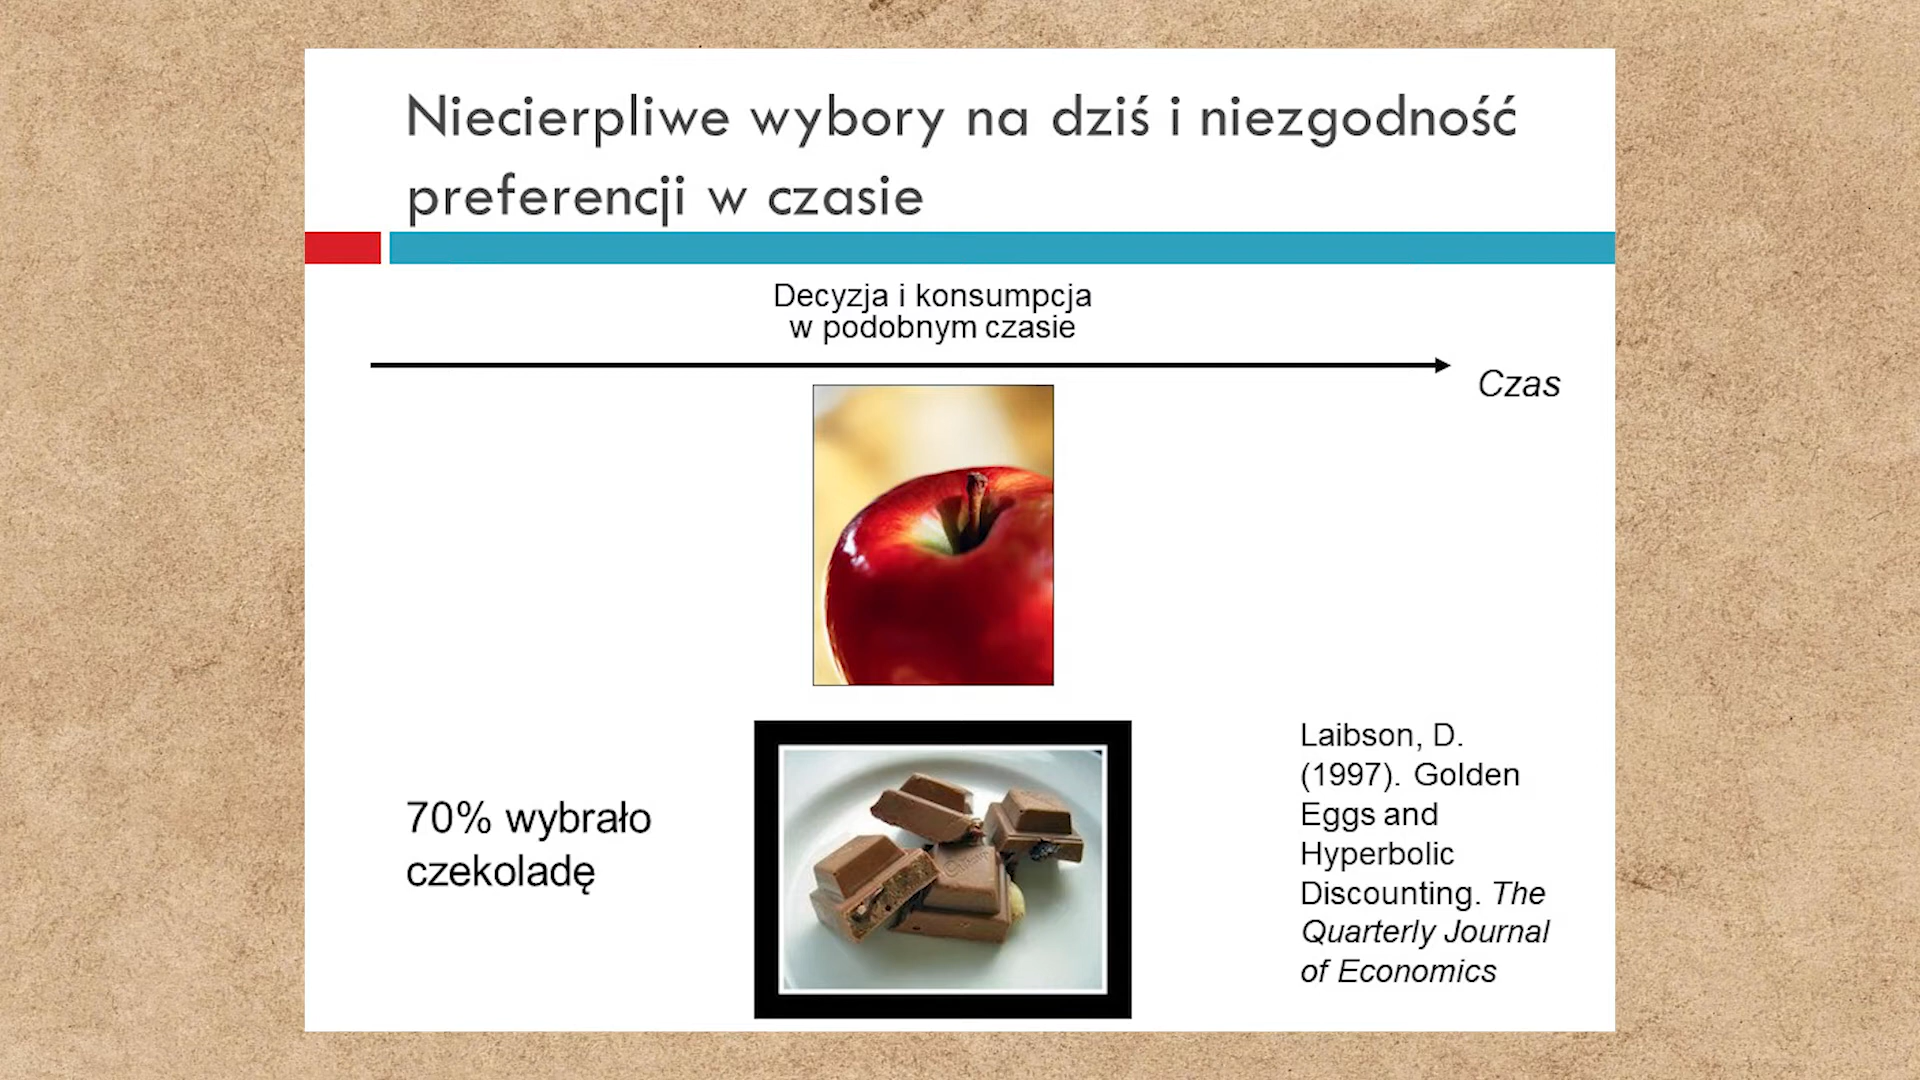 Niecierpliwe wybory na dziś i niezgodność
preferencji w czasie
Decyzja i konsumpcja
w podobnym czasie
Czas
70% wybrało
czekoladę
Laibson, D.
(1997). Golden
Eggs and
Hyperbolic
Discounting. The
Quarterly Journal
of Economics